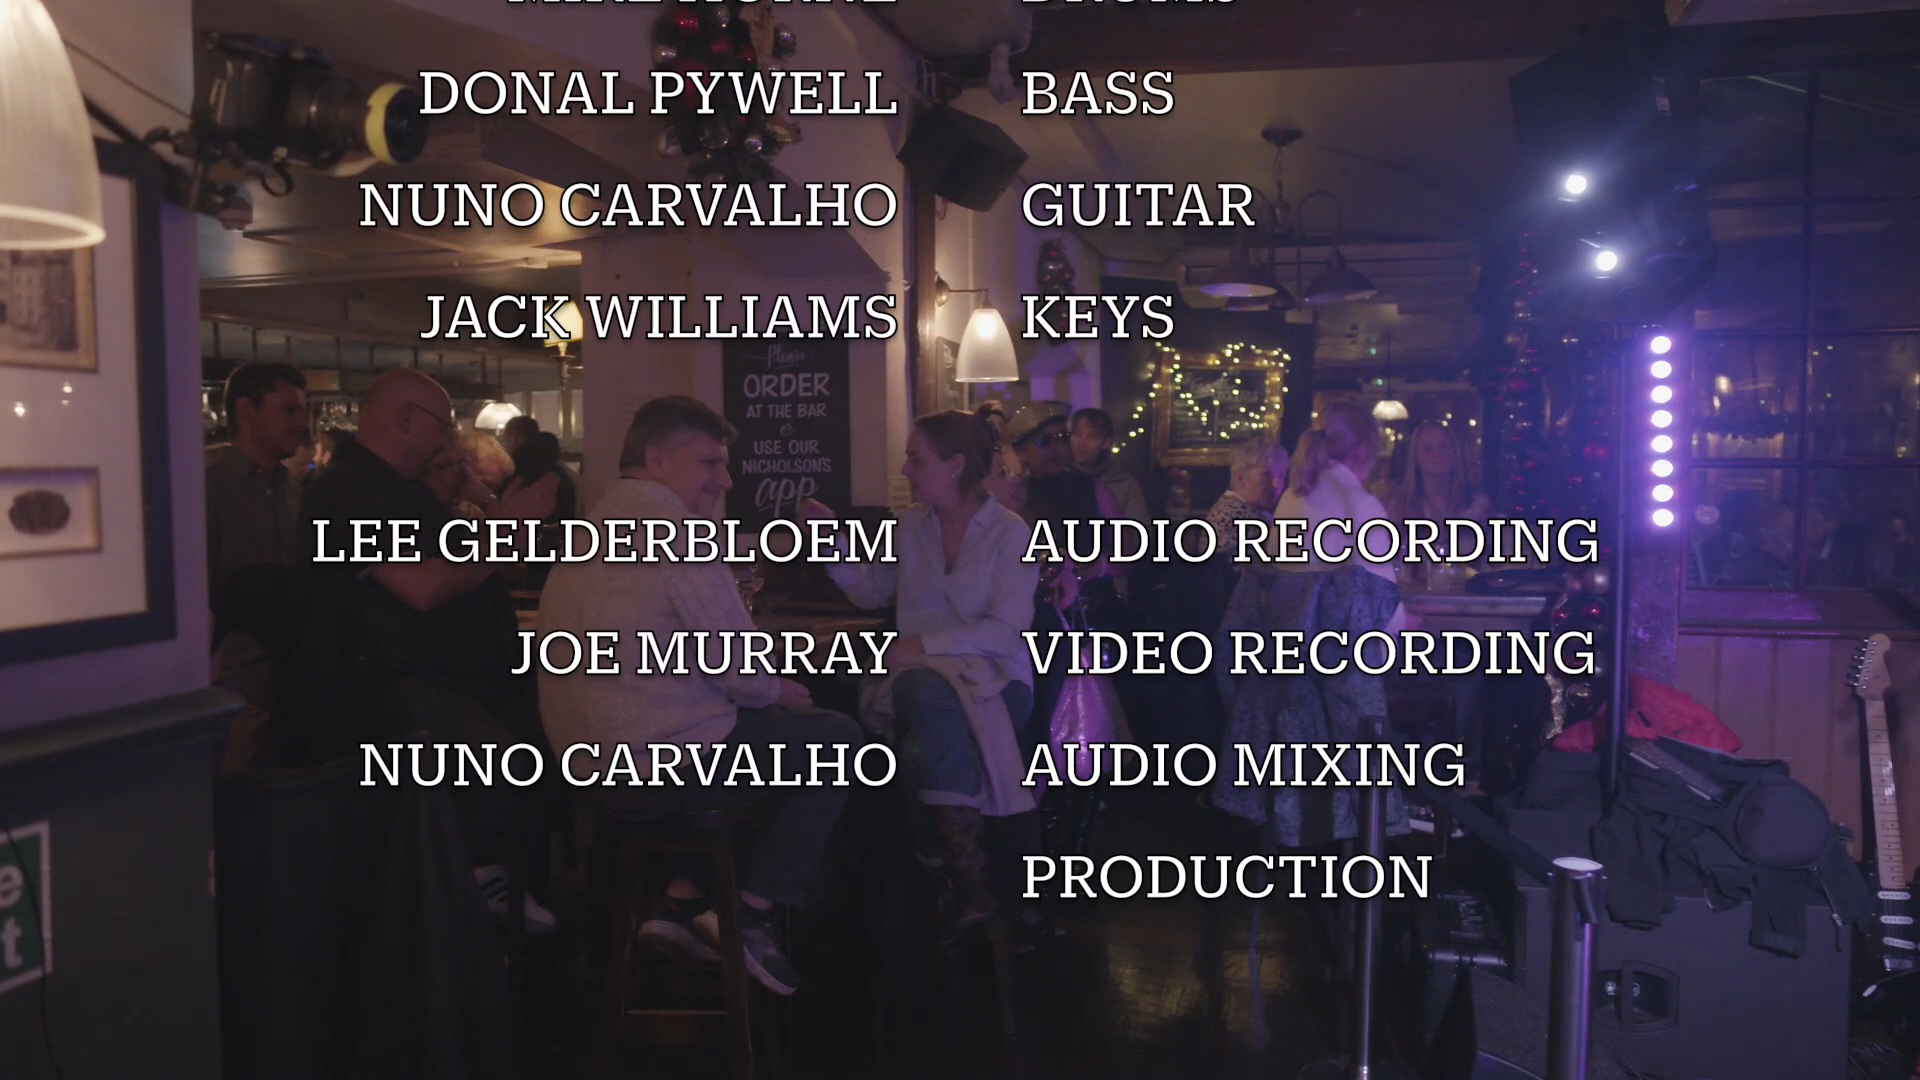 DONAL PYWELL BASS
NUNO CARVALHO GUITAR
JACK WILLIAMS KEYS
Please
ORDER
AT THE BAR
or
USE OUR
NICHOLSON'S
app
LEE GELDERBLOEM AUDIO RECORDING
JOE MURRAY VIDEO RECORDING
NUNO CARVALHO AUDIO MIXING
PRODUCTION